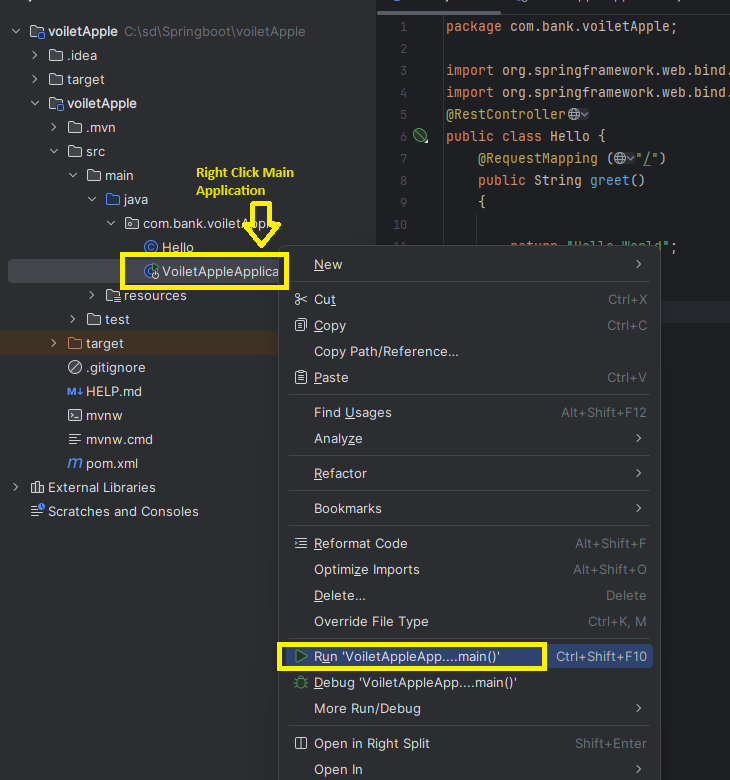 voiletApple C:\sd\Springboot\voiletApple
.idea
target
voiletApple
.mvn
src
main
java
com.bank.voiletApple
Hello
VoiletAppleApplica
resources
test
target
.gitignore
HELP.md
mvnw
mvnw.cmd
pom.xml
External Libraries
Scratches and Consoles
Right Click Main
Application
1 package com.bank.voiletApple;
2
3 import org.springframework.web.bind.
4 import org.springframework.web.bind.
5 @RestController
6 public class Hello {
7 @RequestMapping ("/")
8 public String greet()
9 {
10
11 return "Hello World";
New
Cut Ctrl+X
Copy Ctrl+C
Copy Path/Reference...
Paste Ctrl+V
Find Usages Alt+Shift+F12
Analyze
Refactor
Bookmarks
Reformat Code Alt+Shift+F
Optimize Imports Alt+Shift+O
Delete... Delete
Override File Type Ctrl+K, M
Run 'VoiletAppleApp....main()' Ctrl+Shift+F10
Debug 'VoiletAppleApp....main()'
More Run/Debug
Open in Right Split Shift+Enter
Open In